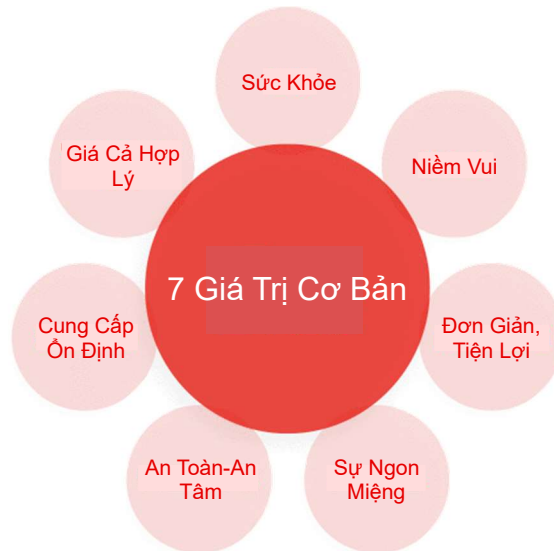 Sức Khỏe
Niềm Vui
Đơn Giản,
Tiện Lợi
Sự Ngon
Miệng
An Toàn-An
Tâm
Cung Cấp
Ổn Định
Giá Cả Hợp
Lý
7 Giá Trị Cơ Bản